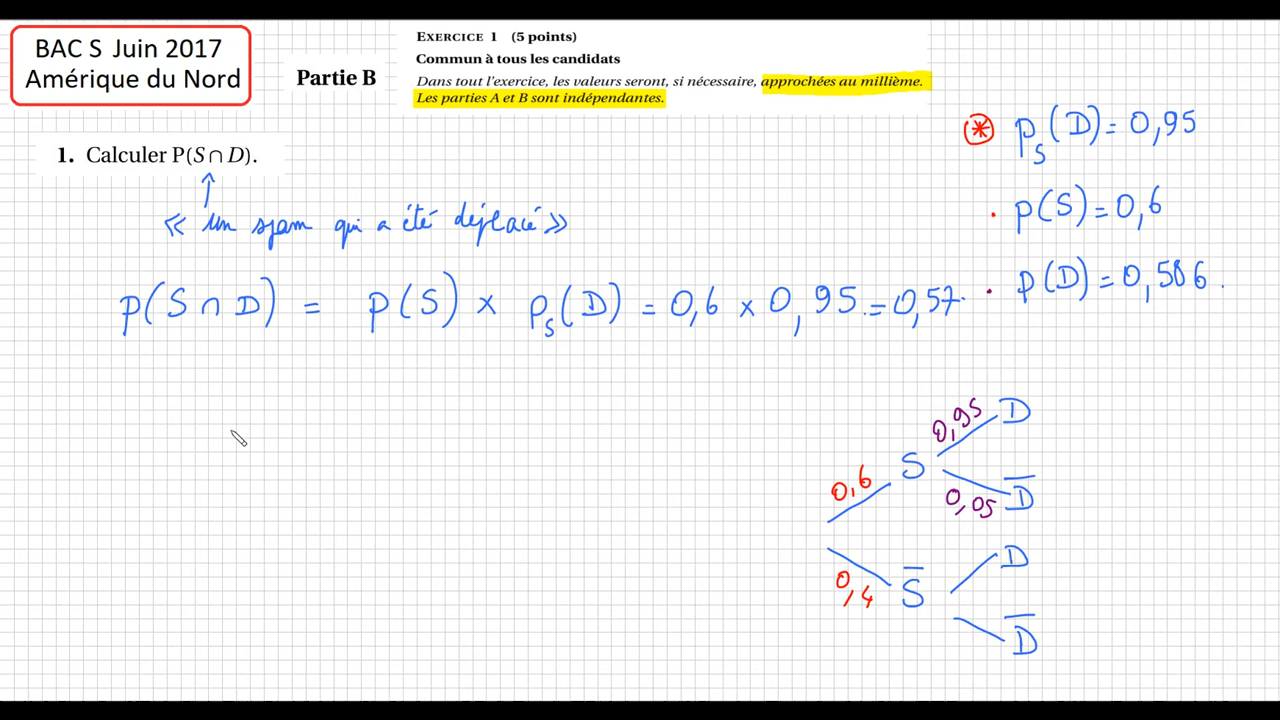 BAC S Juin 2017
Amérique du Nord
Partie B
EXERCICE 1 (5 points)
Commun à tous les candidats
Dans tout l'exercice, les valeurs seront, si nécessaire, approchées au millième.
Les parties A et B sont indépendantes.
1. Calculer P(S ∩ D).
« un spam qui a été déplacé »
p(S ∩ D) = p(S) × p_S(D) = 0,6 × 0,95 = 0,57.
⊛ p_S(D) = 0,95
• p(S) = 0,6
• p(D) = 0,586.
0,6
S
0,95
D
0,05
D̅
0,4
S̅
D
D̅